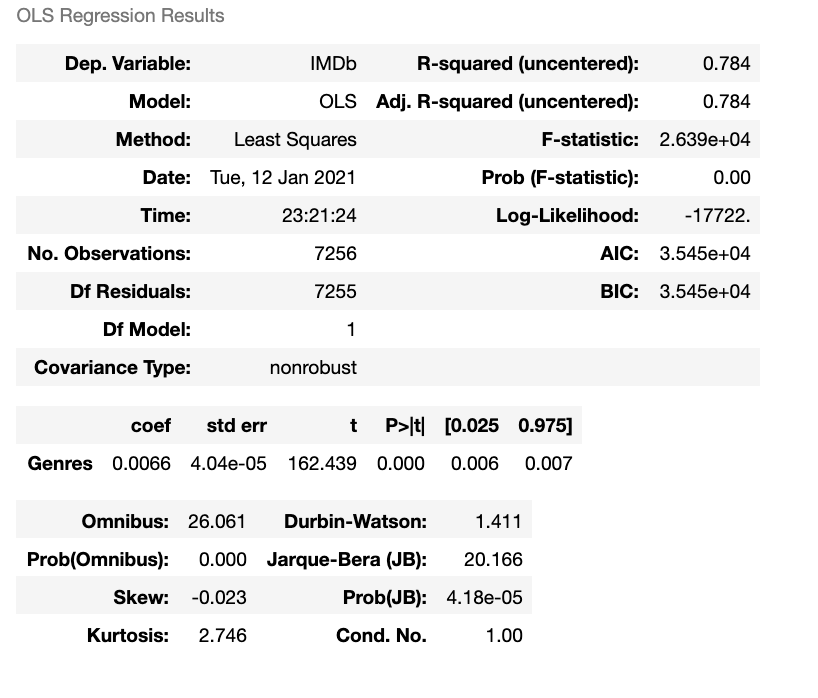 OLS Regression Results
Dep. Variable: IMDb R-squared (uncentered): 0.784
Model: OLS Adj. R-squared (uncentered): 0.784
Method: Least Squares F-statistic: 2.639e+04
Date: Tue, 12 Jan 2021 Prob (F-statistic): 0.00
Time: 23:21:24 Log-Likelihood: -17722.
No. Observations: 7256 AIC: 3.545e+04
Df Residuals: 7255 BIC: 3.545e+04
Df Model: 1
Covariance Type: nonrobust
coef std err t P>|t| [0.025 0.975]
Genres 0.0066 4.04e-05 162.439 0.000 0.006 0.007
Omnibus: 26.061 Durbin-Watson: 1.411
Prob(Omnibus): 0.000 Jarque-Bera (JB): 20.166
Skew: -0.023 Prob(JB): 4.18e-05
Kurtosis: 2.746 Cond. No. 1.00